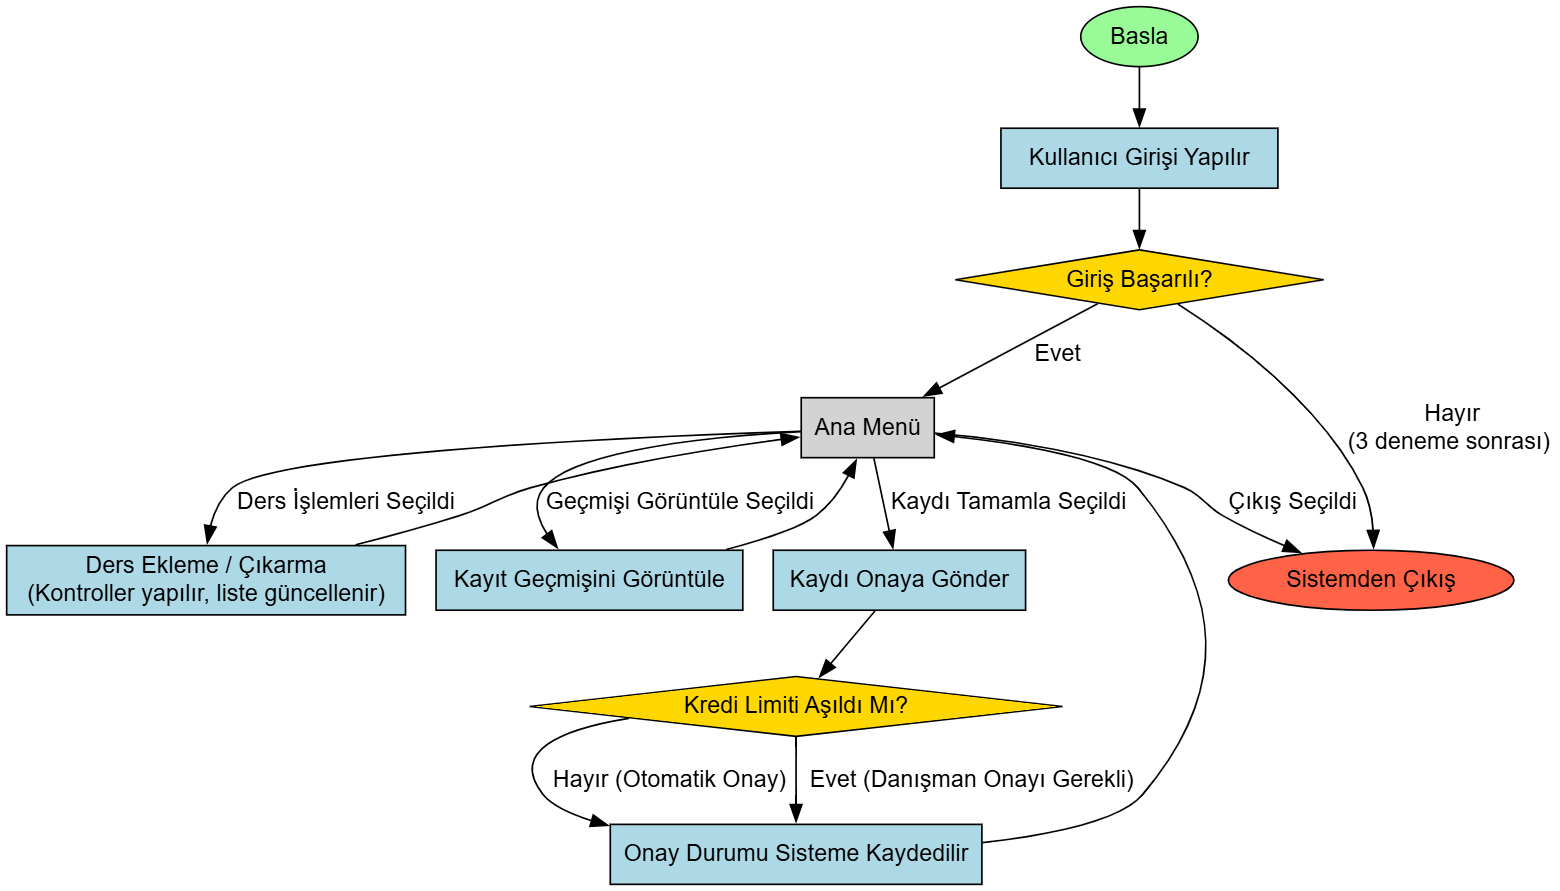 Basla
Kullanıcı Girişi Yapılır
Giriş Başarılı?
Evet
Hayır
(3 deneme sonrası)
Ana Menü
Ders İşlemleri Seçildi
Geçmişi Görüntüle Seçildi
Kaydı Tamamla Seçildi
Çıkış Seçildi
Ders Ekleme / Çıkarma
(Kontroller yapılır, liste güncellenir)
Kayıt Geçmişini Görüntüle
Kaydı Onaya Gönder
Sistemden Çıkış
Kredi Limiti Aşıldı Mı?
Hayır (Otomatik Onay)
Evet (Danışman Onayı Gerekli)
Onay Durumu Sisteme Kaydedilir